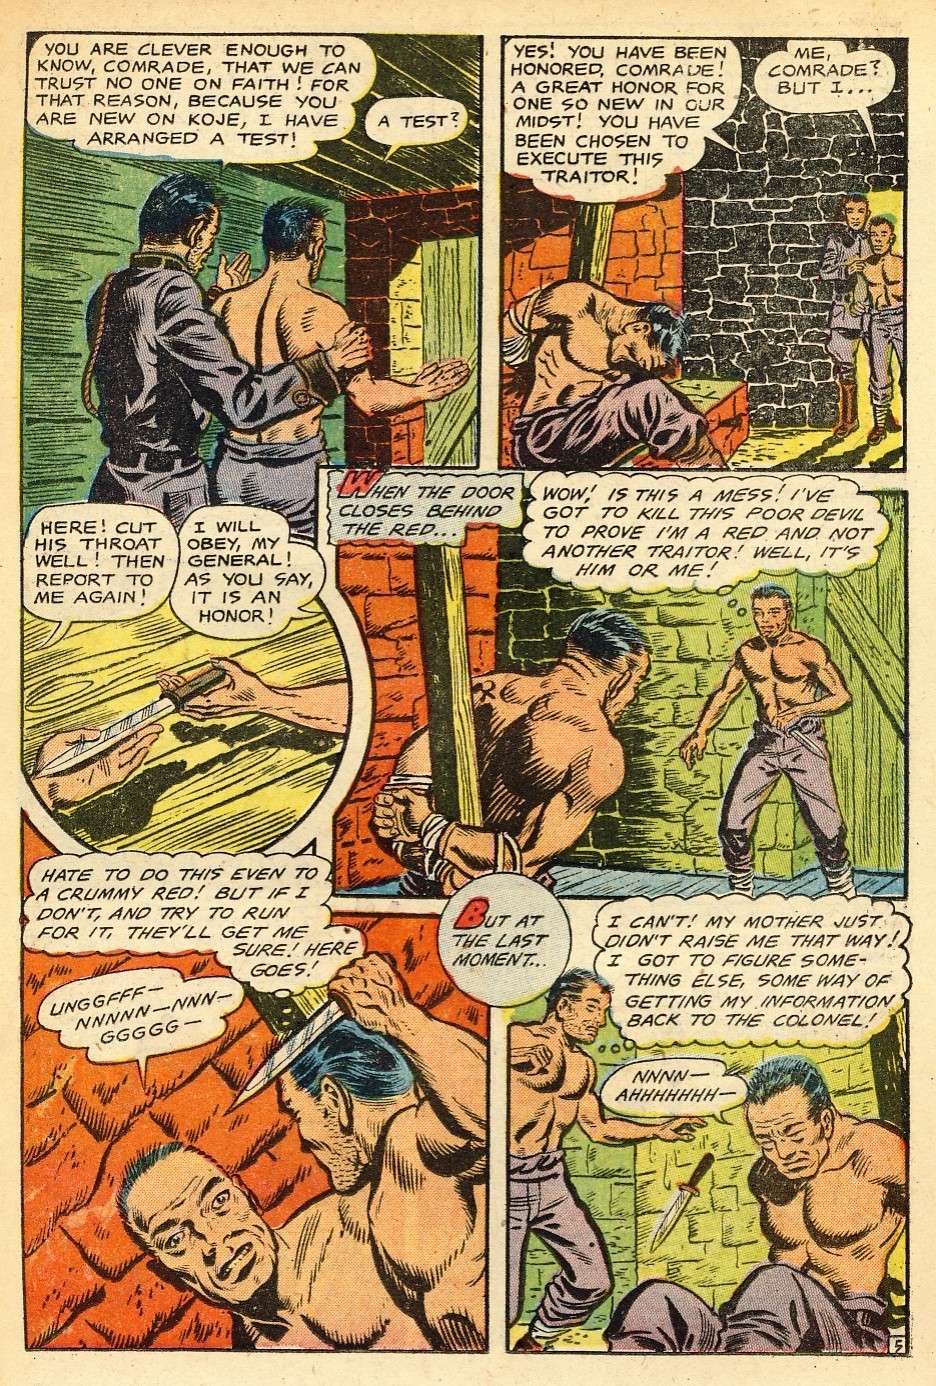 YOU ARE CLEVER ENOUGH TO
KNOW, COMRADE, THAT WE CAN
TRUST NO ONE ON FAITH! FOR
THAT REASON, BECAUSE YOU
ARE NEW ON KOJE, I HAVE
ARRANGED A TEST!
A TEST?
YES! YOU HAVE BEEN
HONORED, COMRADE!
A GREAT HONOR FOR
ONE SO NEW IN OUR
MIDST! YOU HAVE
BEEN CHOSEN TO
EXECUTE THIS
TRAITOR!
ME,
COMRADE?
BUT I...
HERE! CUT
HIS THROAT
WELL! THEN
REPORT TO
ME AGAIN!
I WILL
OBEY, MY
GENERAL!
AS YOU SAY,
IT IS AN
HONOR!
WHEN THE DOOR
CLOSES BEHIND
THE RED...
WOW! IS THIS A MESS! I'VE
GOT TO KILL THIS POOR DEVIL
TO PROVE I'M A RED AND NOT
ANOTHER TRAITOR! WELL, IT'S
HIM OR ME!
HATE TO DO THIS EVEN TO
A CRUMMY RED! BUT IF I
DON'T, AND TRY TO RUN
FOR IT, THEY'LL GET ME
SURE! HERE
GOES!
UNGGFFF-
NNNNN-NNN-
GGGGG-
BUT AT
THE LAST
MOMENT...
I CAN'T! MY MOTHER JUST
DIDN'T RAISE ME THAT WAY!
I GOT TO FIGURE SOME-
THING ELSE, SOME WAY OF
GETTING MY INFORMATION
BACK TO THE COLONEL!
NNNN-
AHHHHHHH-
5